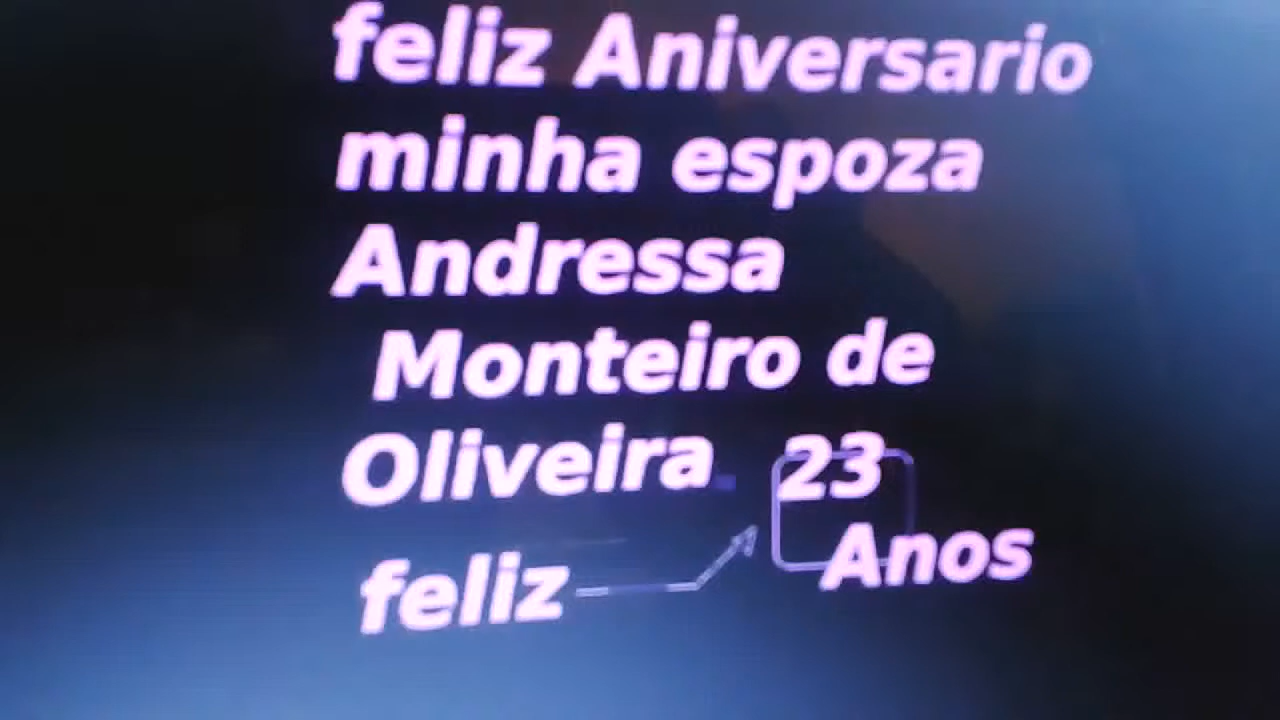 feliz Aniversario
minha espoza
Andressa
Monteiro de
Oliveira 23
Anos
feliz